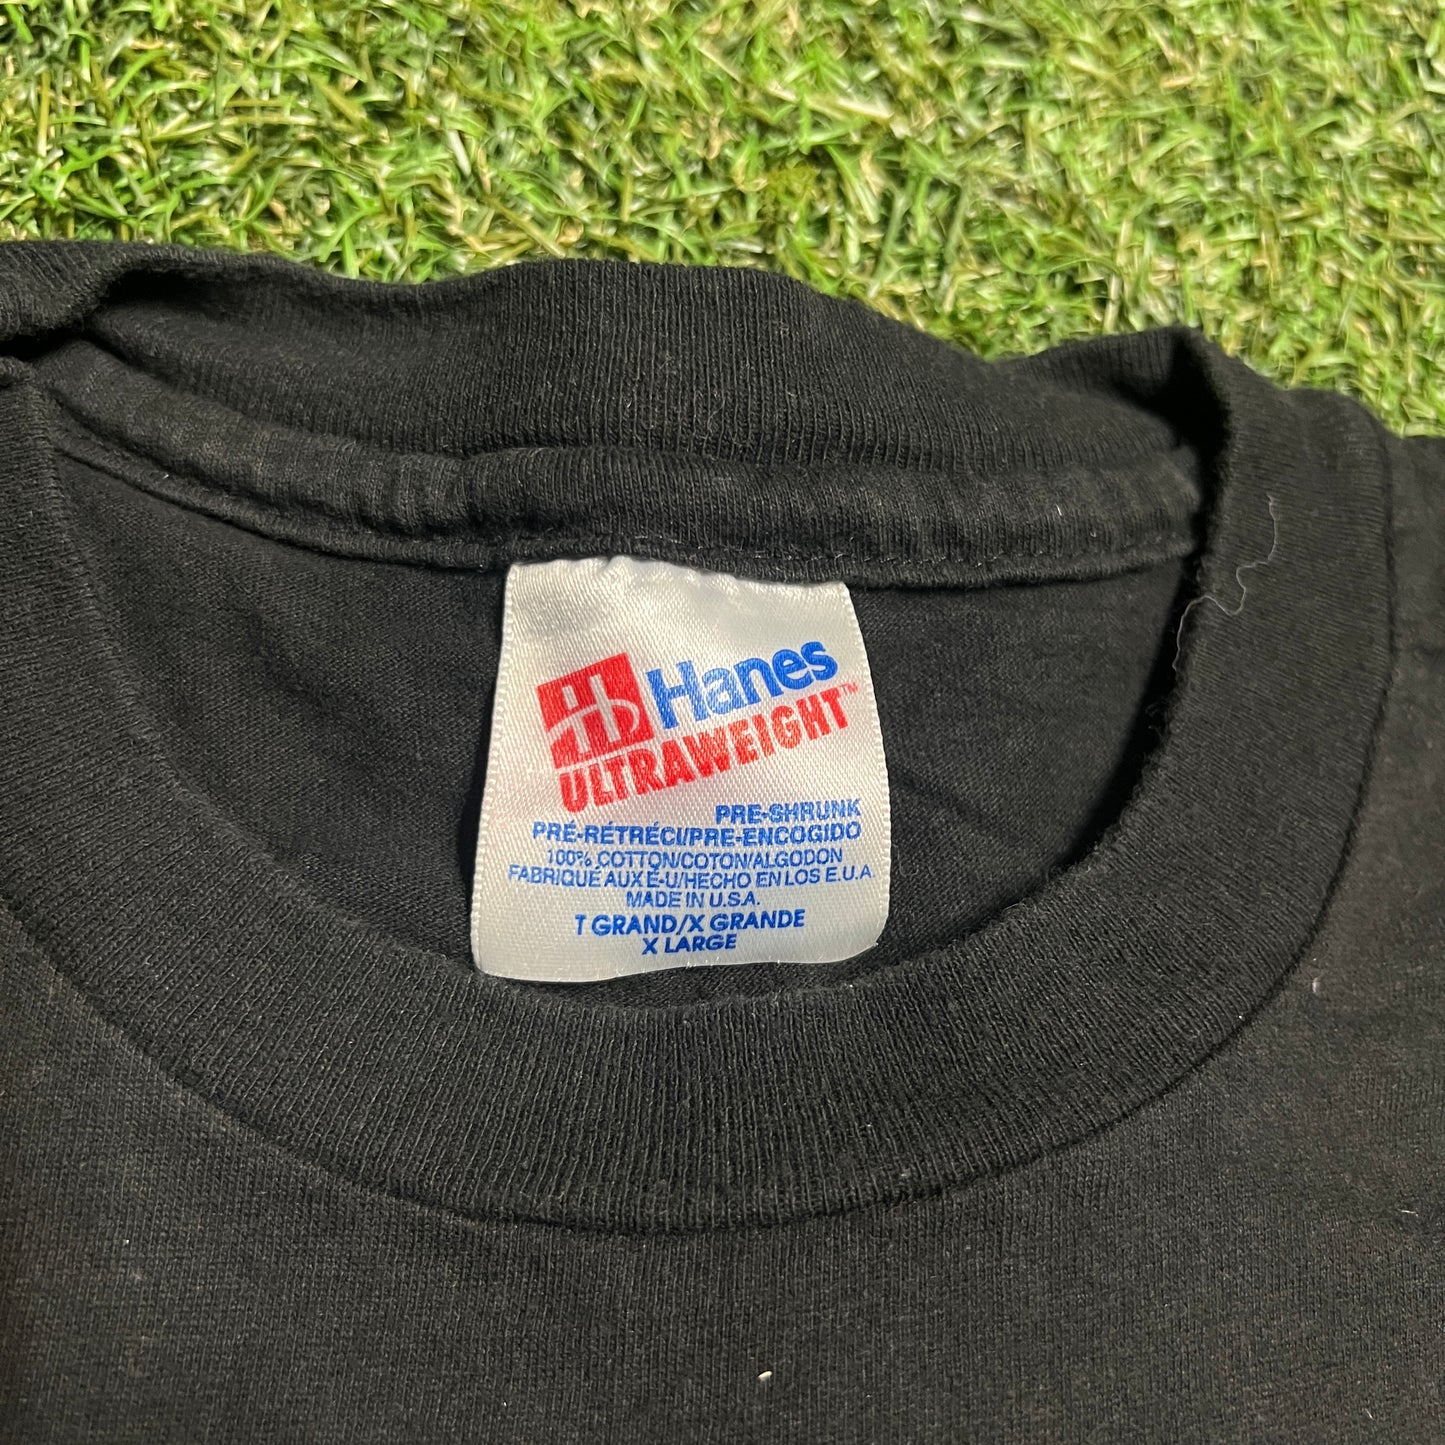 Hanes
ULTRAWEIGHT™
PRE-SHRUNK
PRÉ-RÉTRÉCI/PRE-ENCOGIDO
100% COTTON/COTON/ALGODON
FABRIQUÉ AUX É-U/HECHO EN LOS E.U.A
MADE IN U.S.A.
T GRAND/X GRANDE
X LARGE